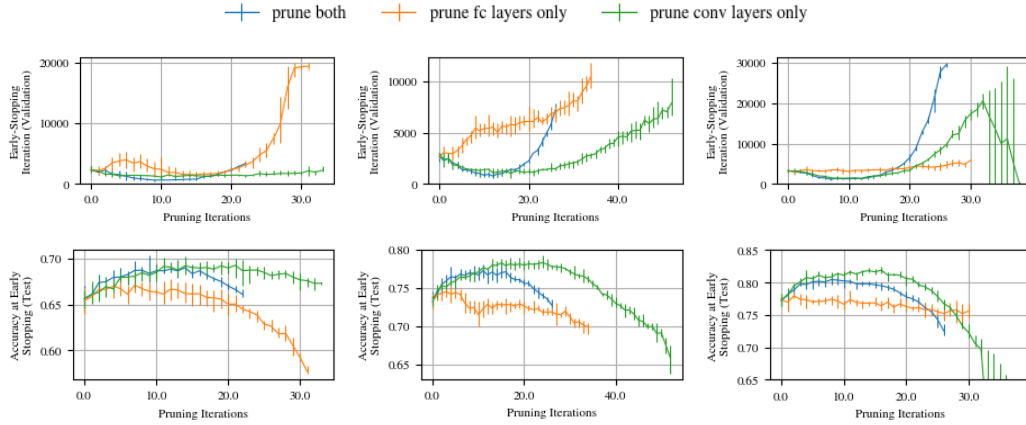 prune both prune fc layers only prune conv layers only
Early-Stopping
Iteration (Validation)
20000
10000
0
0.0 10.0 20.0 30.0
Pruning Iterations
Early-Stopping
Iteration (Validation)
10000
5000
0
0.0 20.0 40.0
Pruning Iterations
Early-Stopping
Iteration (Validation)
30000
20000
10000
0
0.0 10.0 20.0 30.0
Pruning Iterations
Accuracy at Early
Stopping (Test)
0.70
0.65
0.60
0.0 10.0 20.0 30.0
Pruning Iterations
Accuracy at Early
Stopping (Test)
0.80
0.75
0.70
0.65
0.0 20.0 40.0
Pruning Iterations
Accuracy at Early
Stopping (Test)
0.85
0.80
0.75
0.70
0.65
0.0 10.0 20.0 30.0
Pruning Iterations